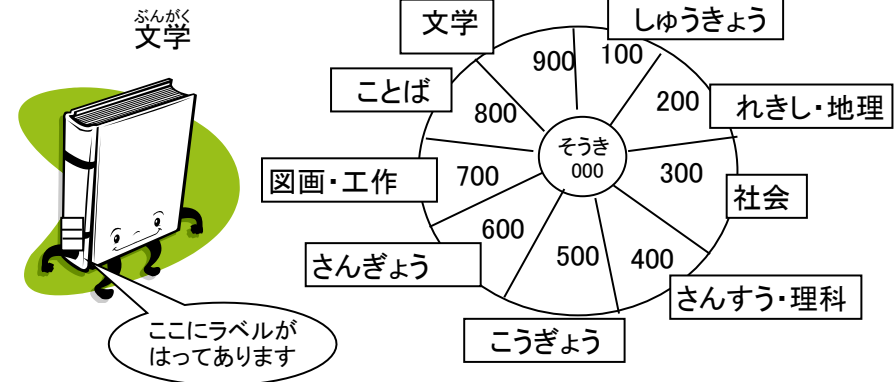 ぶんがく
文学
ここにラベルが
はってあります
文学
しゅうきょう
ことば
れきし・地理
図画・工作
社会
さんぎょう
さんすう・理科
こうぎょう
900
100
800
200
そうき
000
700
300
600
500
400